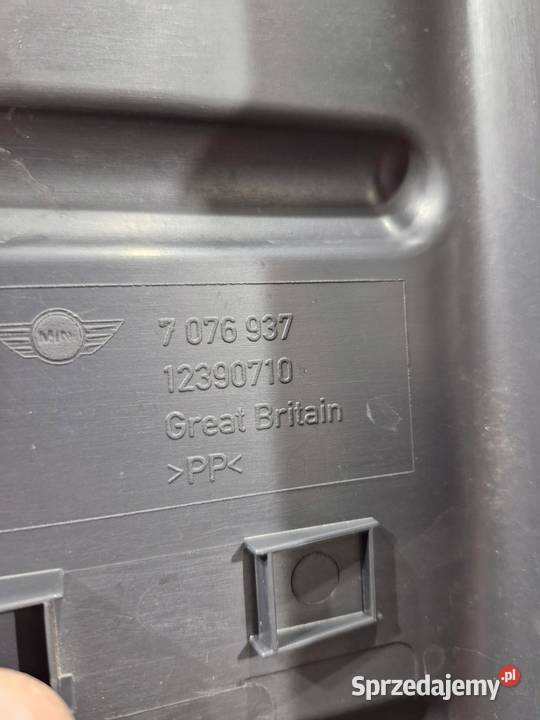 MINI
7 076 937
12390710
Great Britain
>PP<
Sprzedajemy.pl